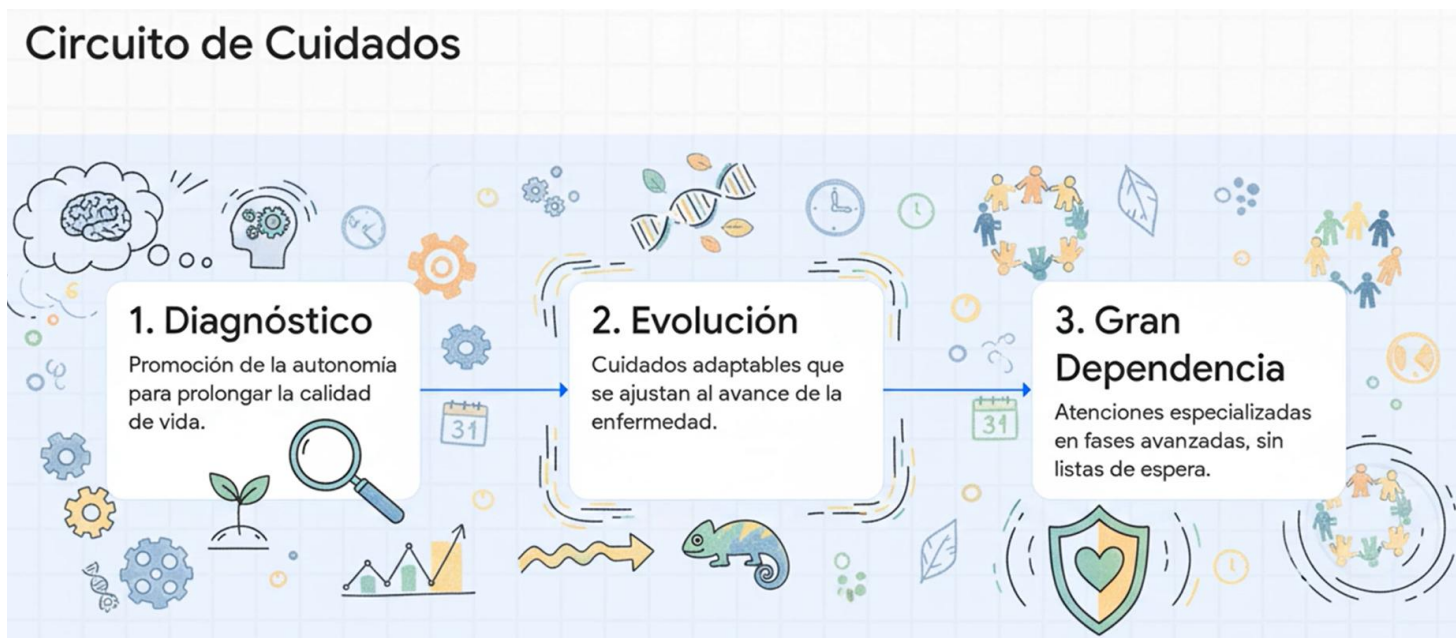 Circuito de Cuidados
1. Diagnóstico
Promoción de la autonomía
para prolongar la calidad
de vida.
2. Evolución
Cuidados adaptables que
se ajustan al avance de la
enfermedad.
3. Gran
Dependencia
Atenciones especializadas
en fases avanzadas, sin
listas de espera.
31
31